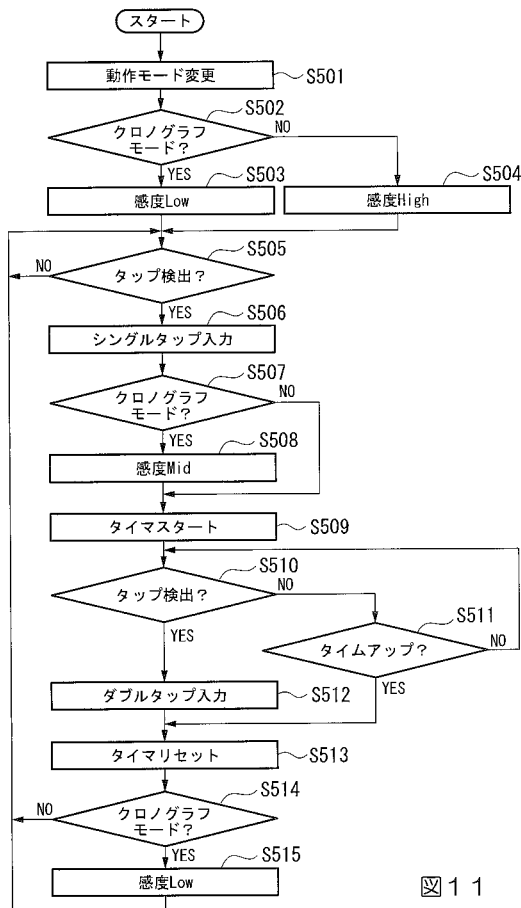 スタート
動作モード変更
S501
S502
クロノグラフ
モード?
NO
YES
S503
感度Low
S504
感度High
S505
タップ検出?
NO
YES
S506
シングルタップ入力
S507
クロノグラフ
モード?
NO
YES
S508
感度Mid
タイマスタート
S509
S510
タップ検出?
NO
YES
S511
タイムアップ?
NO
YES
ダブルタップ入力
S512
タイマリセット
S513
S514
クロノグラフ
モード?
NO
YES
S515
感度Low
図11